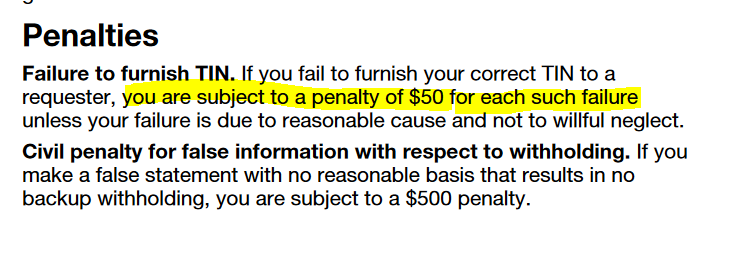 Penalties
Failure to furnish TIN. If you fail to furnish your correct TIN to a
requester, you are subject to a penalty of $50 for each such failure
unless your failure is due to reasonable cause and not to willful neglect.
Civil penalty for false information with respect to withholding. If you
make a false statement with no reasonable basis that results in no
backup withholding, you are subject to a $500 penalty.